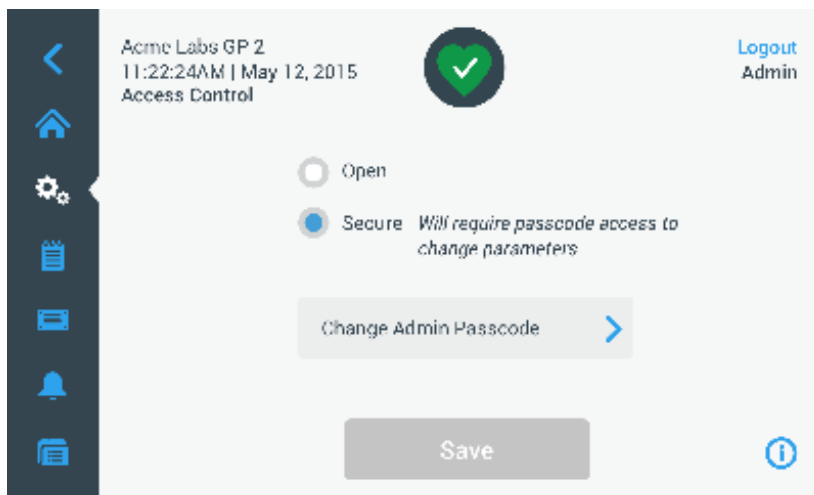 Acme Labs GP 2
11:22:24AM | May 12, 2015
Access Control
Logout
Admin
Open
Secure Will require passcode access to
change parameters
Change Admin Passcode
Save